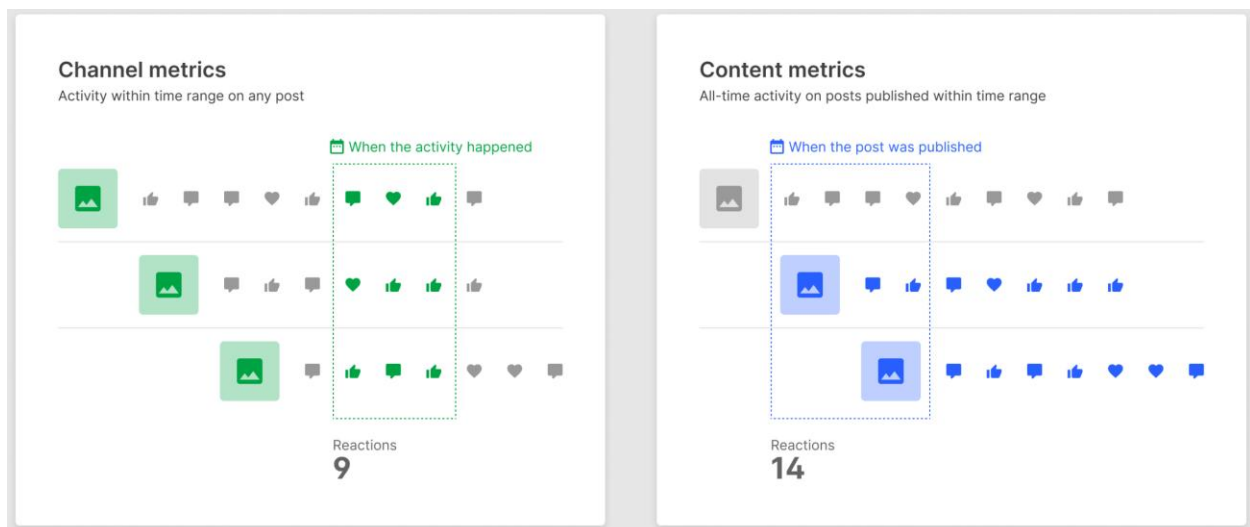 Channel metrics
Activity within time range on any post
When the activity happened
Reactions
9
Content metrics
All-time activity on posts published within time range
When the post was published
Reactions
14